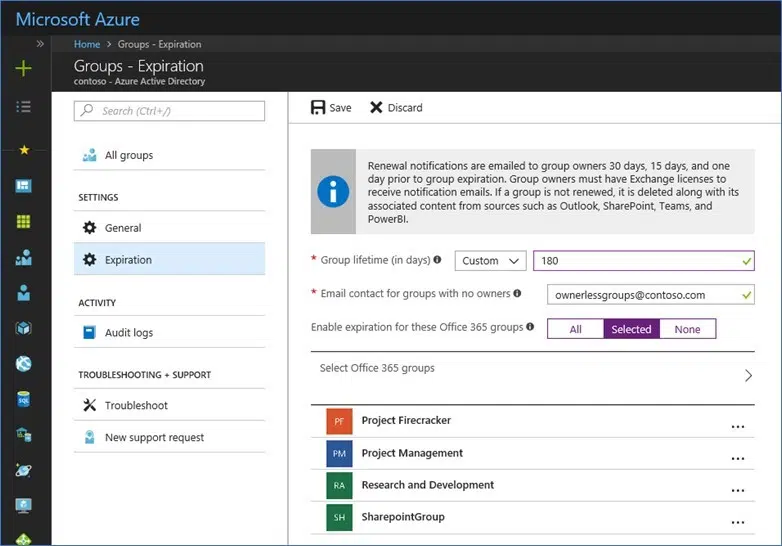 Microsoft Azure
»
Home > Groups - Expiration
Groups - Expiration
contoso - Azure Active Directory
Search (Ctrl+/)
All groups
SETTINGS
General
Expiration
ACTIVITY
Audit logs
TROUBLESHOOTING + SUPPORT
Troubleshoot
New support request
Save Discard
Renewal notifications are emailed to group owners 30 days, 15 days, and one
day prior to group expiration. Group owners must have Exchange licenses to
receive notification emails. If a group is not renewed, it is deleted along with its
associated content from sources such as Outlook, SharePoint, Teams, and
PowerBI.
* Group lifetime (in days) Custom 180
* Email contact for groups with no owners ownerlessgroups@contoso.com
Enable expiration for these Office 365 groups All Selected None
Select Office 365 groups
PF Project Firecracker ...
PM Project Management ...
RA Research and Development ...
SH SharepointGroup ...
SQL